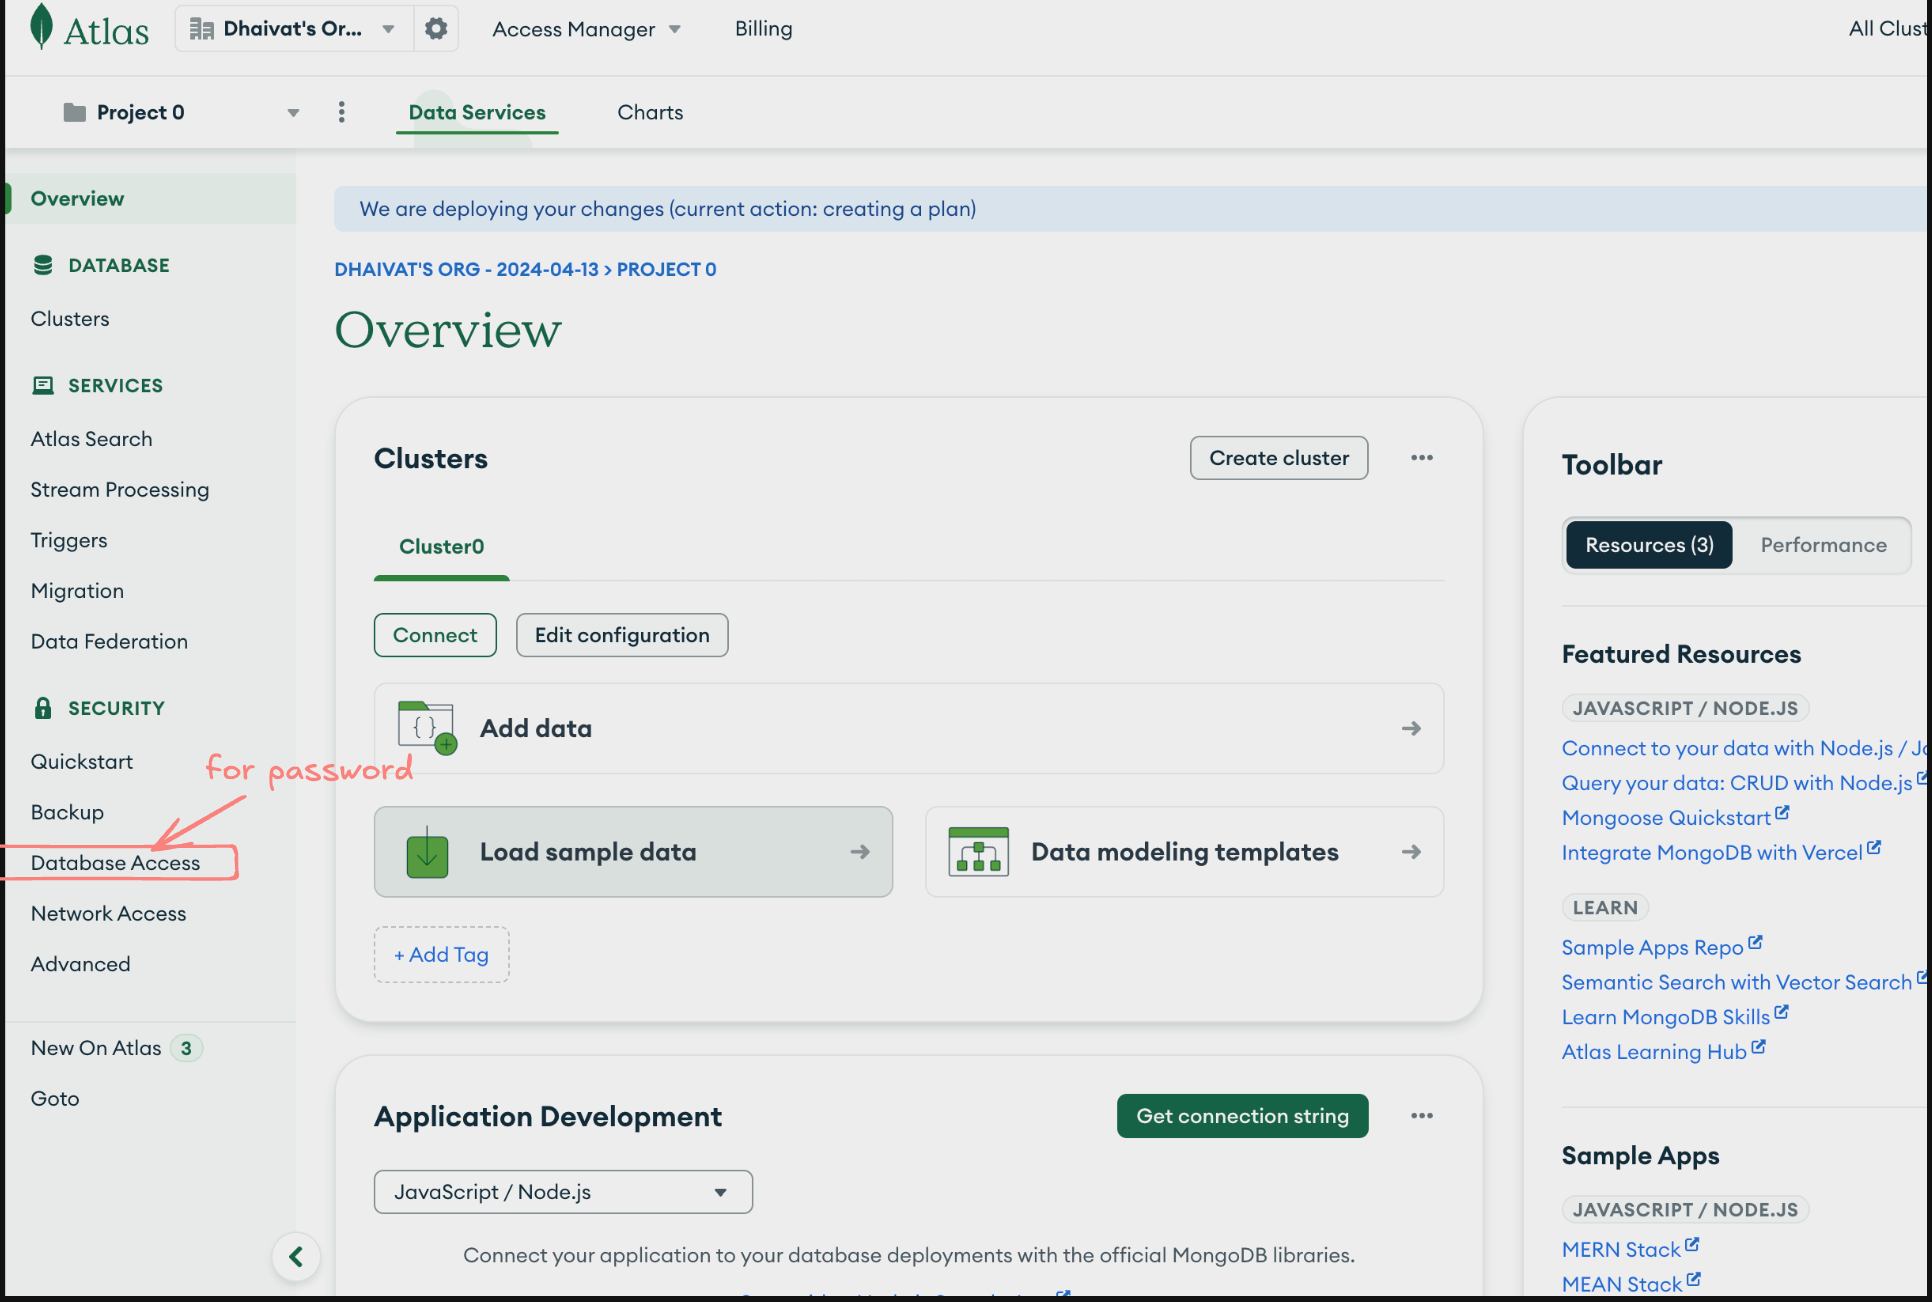 Atlas
Dhaivat's Or...
Access Manager
Billing
All Clust
Project 0
Data Services
Charts
Overview
DATABASE
Clusters
SERVICES
Atlas Search
Stream Processing
Triggers
Migration
Data Federation
SECURITY
Quickstart
for password
Backup
Database Access
Network Access
Advanced
New On Atlas 3
Goto
We are deploying your changes (current action: creating a plan)
DHAIVAT'S ORG - 2024-04-13 > PROJECT 0
Overview
Clusters
Create cluster
Cluster0
Connect
Edit configuration
Add data
Load sample data
Data modeling templates
+ Add Tag
Application Development
Get connection string
JavaScript / Node.js
Connect your application to your database deployments with the official MongoDB libraries.
Toolbar
Resources (3)
Performance
Featured Resources
JAVASCRIPT / NODE.JS
Connect to your data with Node.js / Ja
Query your data: CRUD with Node.js
Mongoose Quickstart
Integrate MongoDB with Vercel
LEARN
Sample Apps Repo
Semantic Search with Vector Search
Learn MongoDB Skills
Atlas Learning Hub
Sample Apps
JAVASCRIPT / NODE.JS
MERN Stack
MEAN Stack